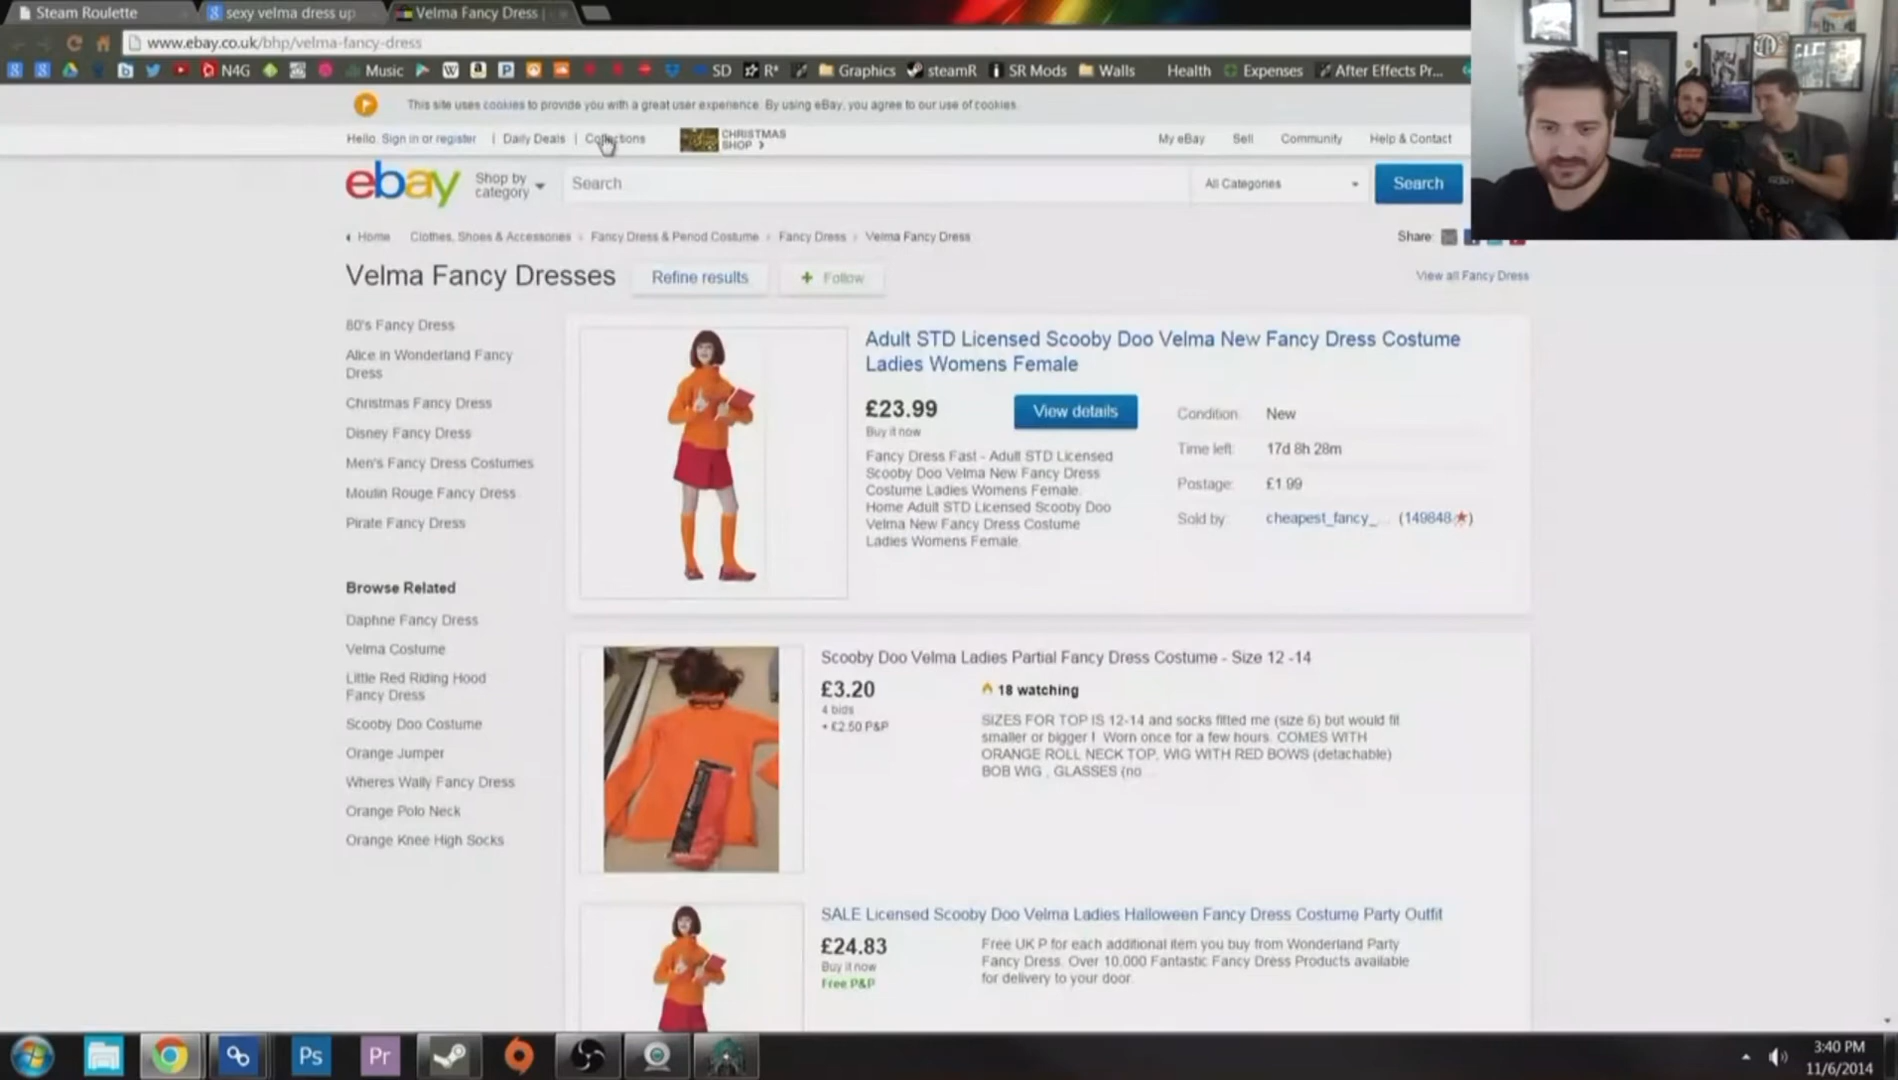 Steam Roulette
sexy velma dress up
Velma Fancy Dress |
www.ebay.co.uk/bhp/velma-fancy-dress
N4G
Music
SD
R*
Graphics
steamR
SR Mods
Walls
Health
Expenses
After Effects Pr...
This site uses cookies to provide you with a great user experience. By using eBay, you agree to our use of cookies.
Hello. Sign in or register | Daily Deals | Collections
CHRISTMAS
SHOP >
My eBay
Sell
Community
Help & Contact
ebay
Shop by
category
Search
All Categories
Search
Home
Clothes, Shoes & Accessories
Fancy Dress & Period Costume
Fancy Dress
Velma Fancy Dress
Share:
Velma Fancy Dresses
Refine results
+ Follow
View all Fancy Dress
80's Fancy Dress
Alice in Wonderland Fancy
Dress
Christmas Fancy Dress
Disney Fancy Dress
Men's Fancy Dress Costumes
Moulin Rouge Fancy Dress
Pirate Fancy Dress
Browse Related
Daphne Fancy Dress
Velma Costume
Little Red Riding Hood
Fancy Dress
Scooby Doo Costume
Orange Jumper
Wheres Wally Fancy Dress
Orange Polo Neck
Orange Knee High Socks
Adult STD Licensed Scooby Doo Velma New Fancy Dress Costume
Ladies Womens Female
£23.99
Buy it now
View details
Fancy Dress Fast - Adult STD Licensed
Scooby Doo Velma New Fancy Dress
Costume Ladies Womens Female.
Home Adult STD Licensed Scooby Doo
Velma New Fancy Dress Costume
Ladies Womens Female.
Condition: New
Time left: 17d 8h 28m
Postage: £1.99
Sold by: cheapest_fancy_... (149848)
Scooby Doo Velma Ladies Partial Fancy Dress Costume - Size 12 -14
£3.20
4 bids
+ £2.50 P&P
18 watching
SIZES FOR TOP IS 12-14 and socks fitted me (size 6) but would fit
smaller or bigger ! Worn once for a few hours. COMES WITH
ORANGE ROLL NECK TOP, WIG WITH RED BOWS (detachable)
BOB WIG , GLASSES (no
SALE Licensed Scooby Doo Velma Ladies Halloween Fancy Dress Costume Party Outfit
£24.83
Buy it now
Free P&P
Free UK P for each additional item you buy from Wonderland Party
Fancy Dress. Over 10,000 Fantastic Fancy Dress Products available
for delivery to your door.
Ps
Pr
3:40 PM
11/6/2014